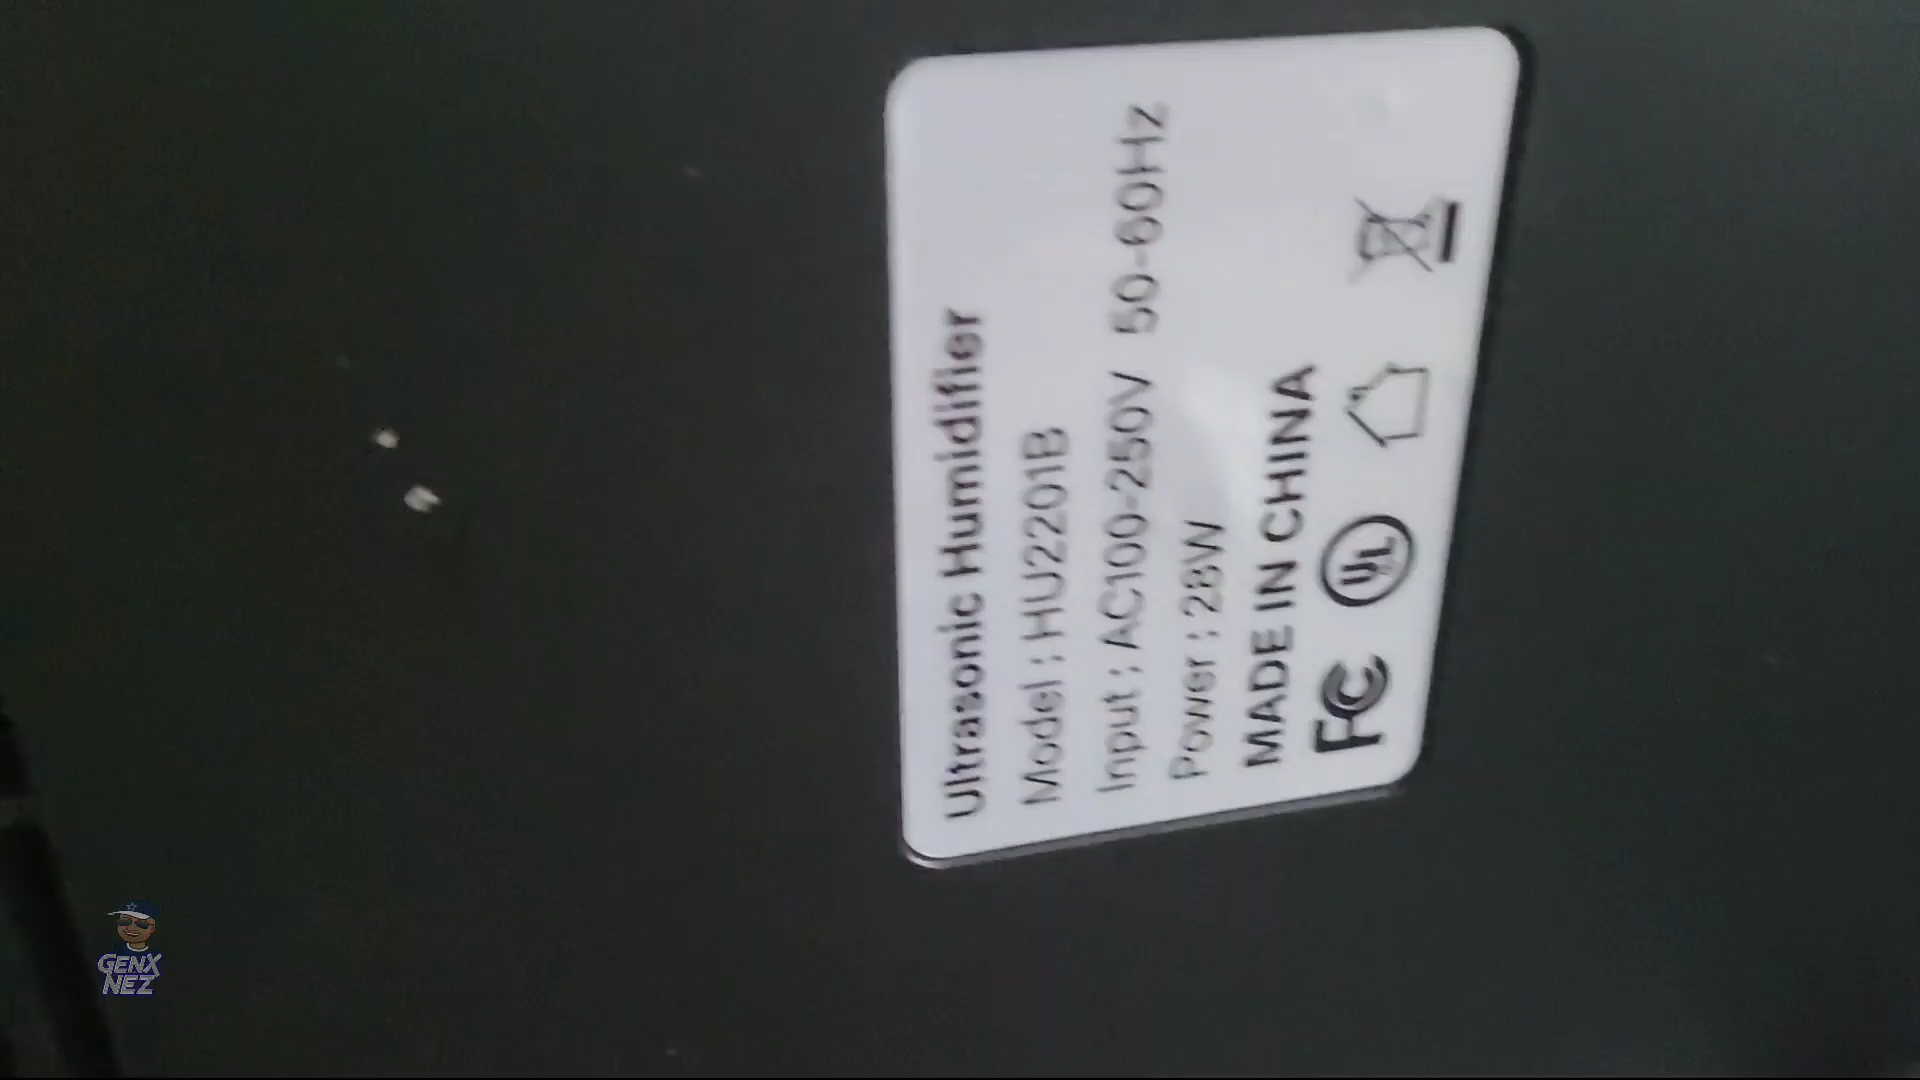 Ultrasonic Humidifier
Model : HU2201B
Input : AC100-250V 50-60Hz
Power : 28W
MADE IN CHINA
FC UL
GENX
NEZ